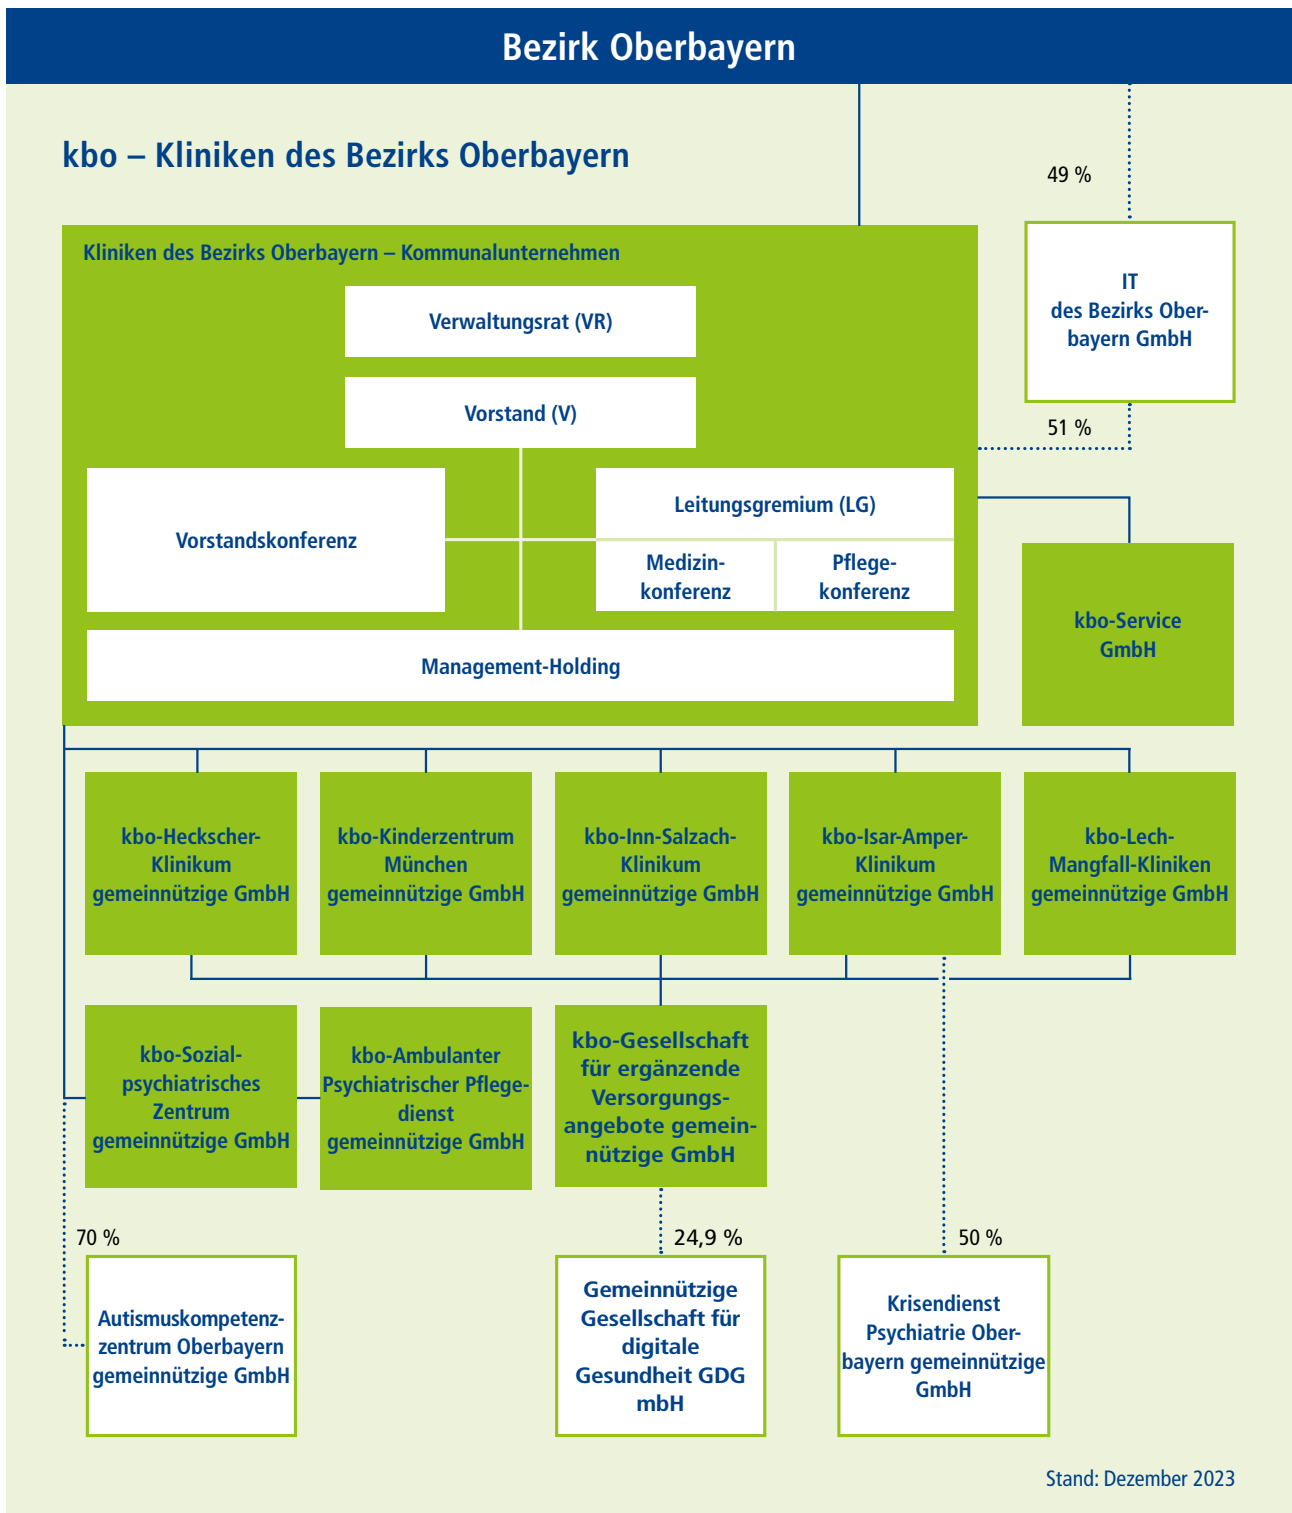 Bezirk Oberbayern
kbo – Kliniken des Bezirks Oberbayern
49 %
Kliniken des Bezirks Oberbayern – Kommunalunternehmen
IT
des Bezirks Ober-
bayern GmbH
Verwaltungsrat (VR)
Vorstand (V)
51 %
Vorstandskonferenz
Leitungsgremium (LG)
Medizin-
konferenz
Pflege-
konferenz
kbo-Service
GmbH
Management-Holding
kbo-Heckscher-
Klinikum
gemeinnützige GmbH
kbo-Kinderzentrum
München
gemeinnützige GmbH
kbo-Inn-Salzach-
Klinikum
gemeinnützige GmbH
kbo-Isar-Amper-
Klinikum
gemeinnützige GmbH
kbo-Lech-
Mangfall-Kliniken
gemeinnützige GmbH
kbo-Sozial-
psychiatrisches
Zentrum
gemeinnützige GmbH
kbo-Ambulanter
Psychiatrischer Pflege-
dienst
gemeinnützige GmbH
kbo-Gesellschaft
für ergänzende
Versorgungs-
angebote gemein-
nützige GmbH
70 %
24,9 %
50 %
Autismuskompetenz-
zentrum Oberbayern
gemeinnützige GmbH
Gemeinnützige
Gesellschaft für
digitale
Gesundheit GDG
mbH
Krisendienst
Psychiatrie Ober-
bayern gemeinnützige
GmbH
Stand: Dezember 2023